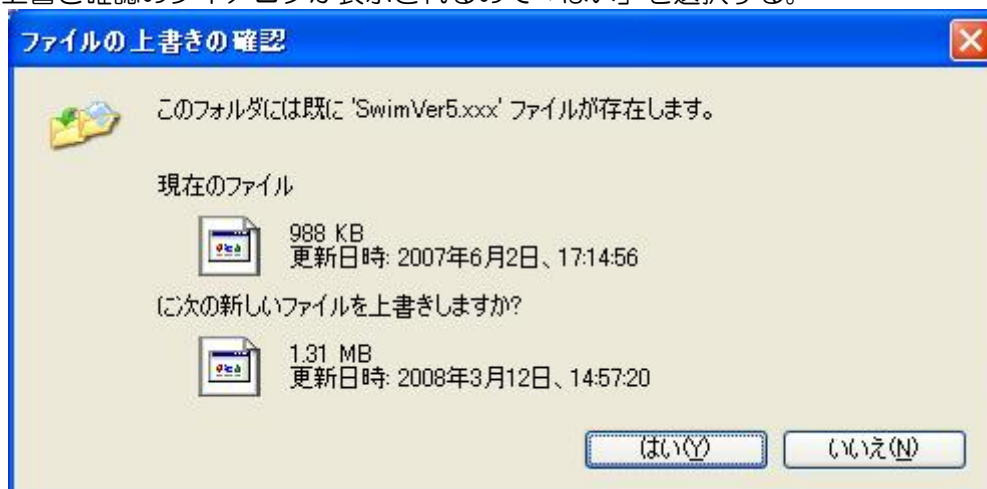 上書き確認のダイアログが表示されるので「はい」を選択する。
ファイルの上書きの確認
このフォルダには既に 'SwimVer5.xxx' ファイルが存在します。
現在のファイル
988 KB
更新日時: 2007年6月2日、17:14:56
に次の新しいファイルを上書きしますか?
1.31 MB
更新日時: 2008年3月12日、14:57:20
はい(Y)
いいえ(N)